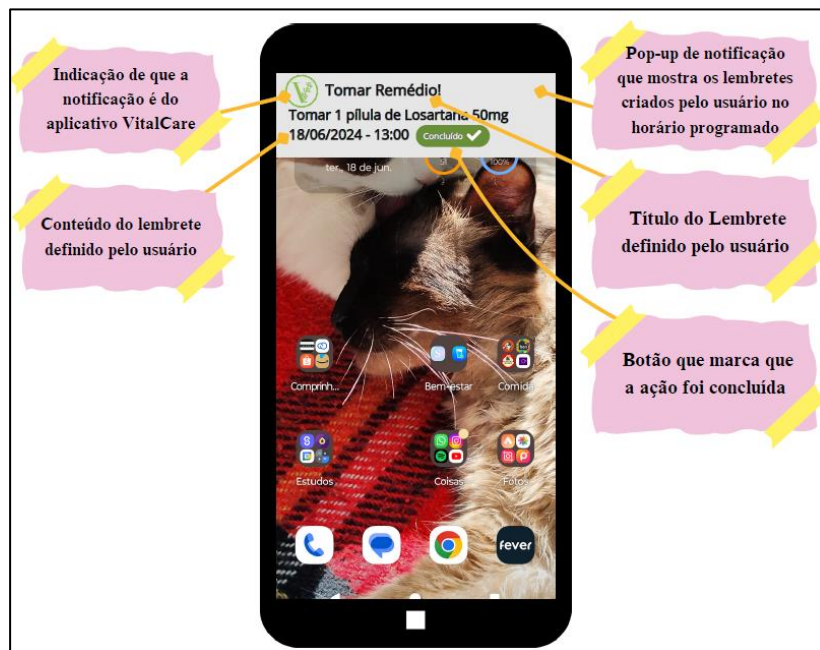 Indicação de que a
notificação é do
aplicativo VitalCare
Conteúdo do lembrete
definido pelo usuário
Tomar Remédio!
Tomar 1 pílula de Losartana 50mg
18/06/2024 - 13:00 Concluído
ter., 18 de jun.
100%
Comprinh...
Bem-estar
Comida
Estudos
Coisas
Fotos
fever
Pop-up de notificação
que mostra os lembretes
criados pelo usuário no
horário programado
Título do Lembrete
definido pelo usuário
Botão que marca que
a ação foi concluída